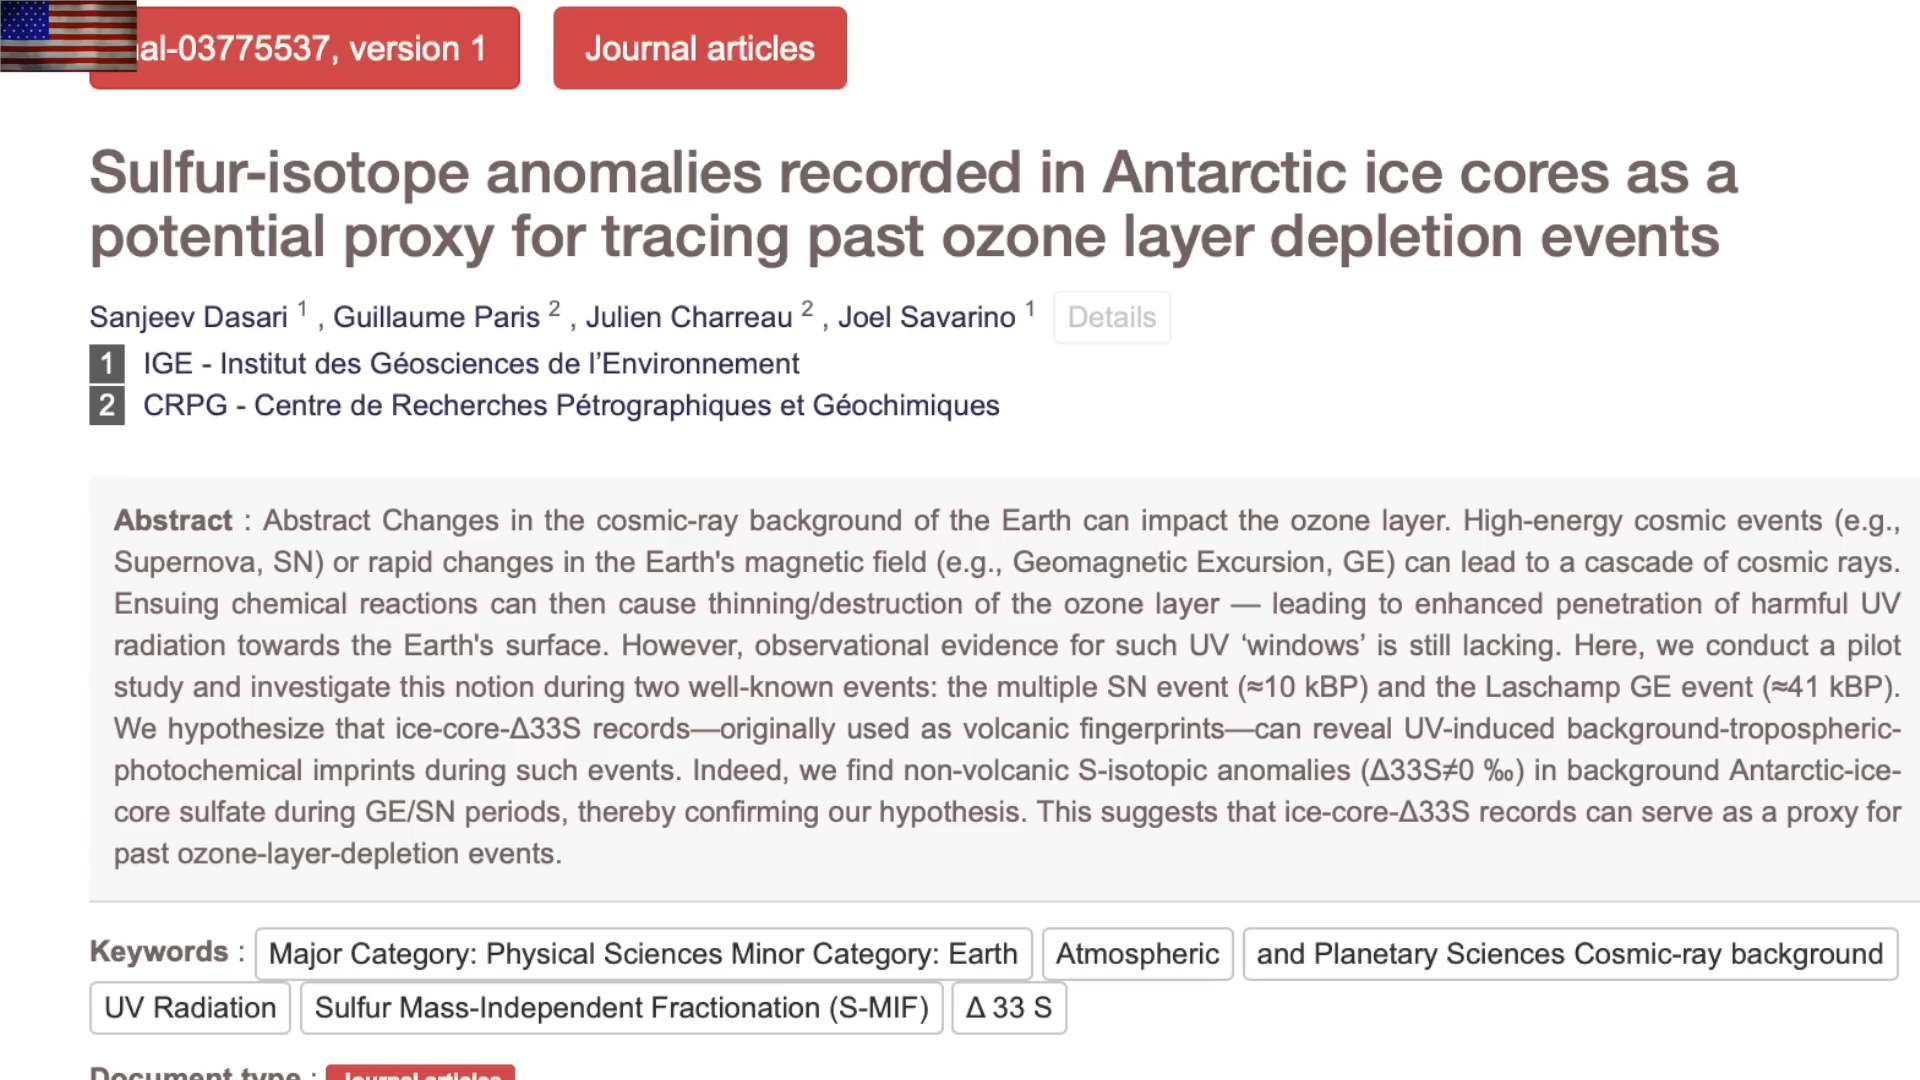 al-03775537, version 1
Journal articles
Sulfur-isotope anomalies recorded in Antarctic ice cores as a
potential proxy for tracing past ozone layer depletion events
Sanjeev Dasari 1 , Guillaume Paris 2 , Julien Charreau 2 , Joel Savarino 1 Details
1 IGE - Institut des Géosciences de l’Environnement
2 CRPG - Centre de Recherches Pétrographiques et Géochimiques
Abstract : Abstract Changes in the cosmic-ray background of the Earth can impact the ozone layer. High-energy cosmic events (e.g.,
Supernova, SN) or rapid changes in the Earth's magnetic field (e.g., Geomagnetic Excursion, GE) can lead to a cascade of cosmic rays.
Ensuing chemical reactions can then cause thinning/destruction of the ozone layer — leading to enhanced penetration of harmful UV
radiation towards the Earth's surface. However, observational evidence for such UV ‘windows’ is still lacking. Here, we conduct a pilot
study and investigate this notion during two well-known events: the multiple SN event (≈10 kBP) and the Laschamp GE event (≈41 kBP).
We hypothesize that ice-core-Δ33S records—originally used as volcanic fingerprints—can reveal UV-induced background-tropospheric-
photochemical imprints during such events. Indeed, we find non-volcanic S-isotopic anomalies (Δ33S≠0 ‰) in background Antarctic-ice-
core sulfate during GE/SN periods, thereby confirming our hypothesis. This suggests that ice-core-Δ33S records can serve as a proxy for
past ozone-layer-depletion events.
Keywords : Major Category: Physical Sciences Minor Category: Earth Atmospheric and Planetary Sciences Cosmic-ray background
UV Radiation Sulfur Mass-Independent Fractionation (S-MIF) Δ 33 S
Document type : Journal articles